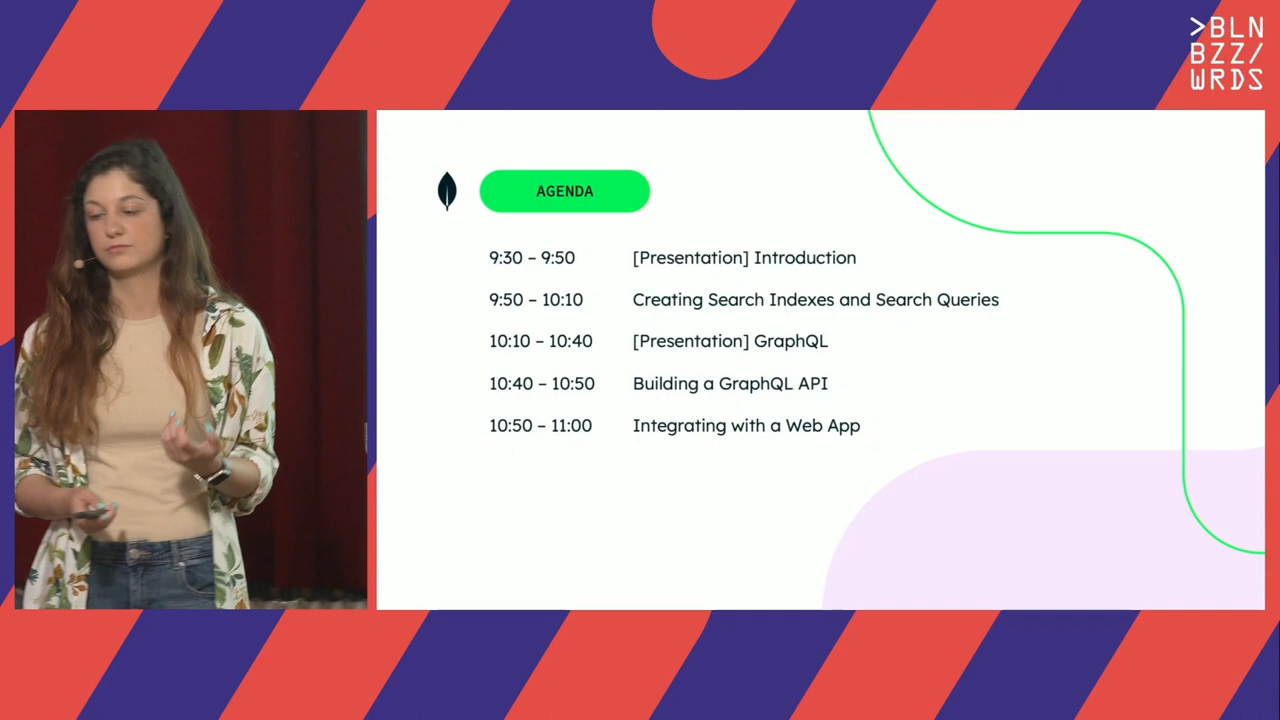 >BLN
BZZ/
WRDS
AGENDA
9:30 – 9:50 [Presentation] Introduction
9:50 – 10:10 Creating Search Indexes and Search Queries
10:10 – 10:40 [Presentation] GraphQL
10:40 – 10:50 Building a GraphQL API
10:50 – 11:00 Integrating with a Web App